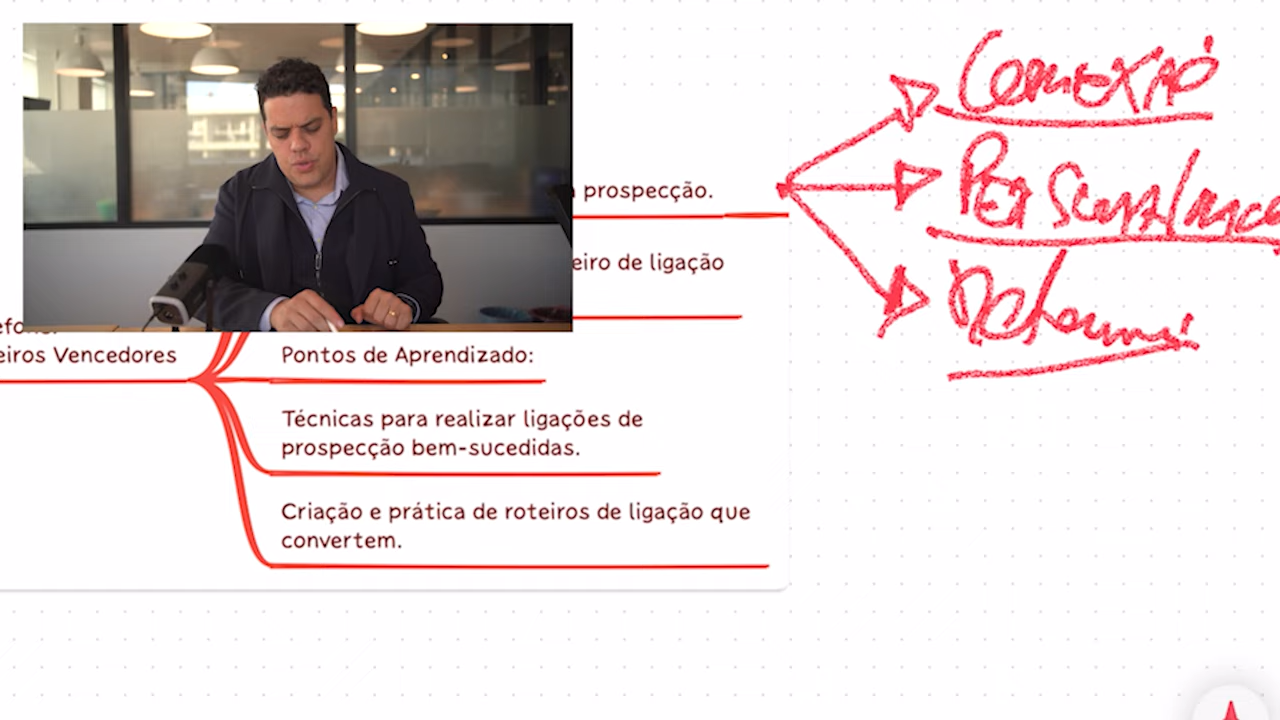 prospecção.
eiro de ligação
eiros Vencedores
Pontos de Aprendizado:
Técnicas para realizar ligações de
prospecção bem-sucedidas.
Criação e prática de roteiros de ligação que
convertem.
Conexão